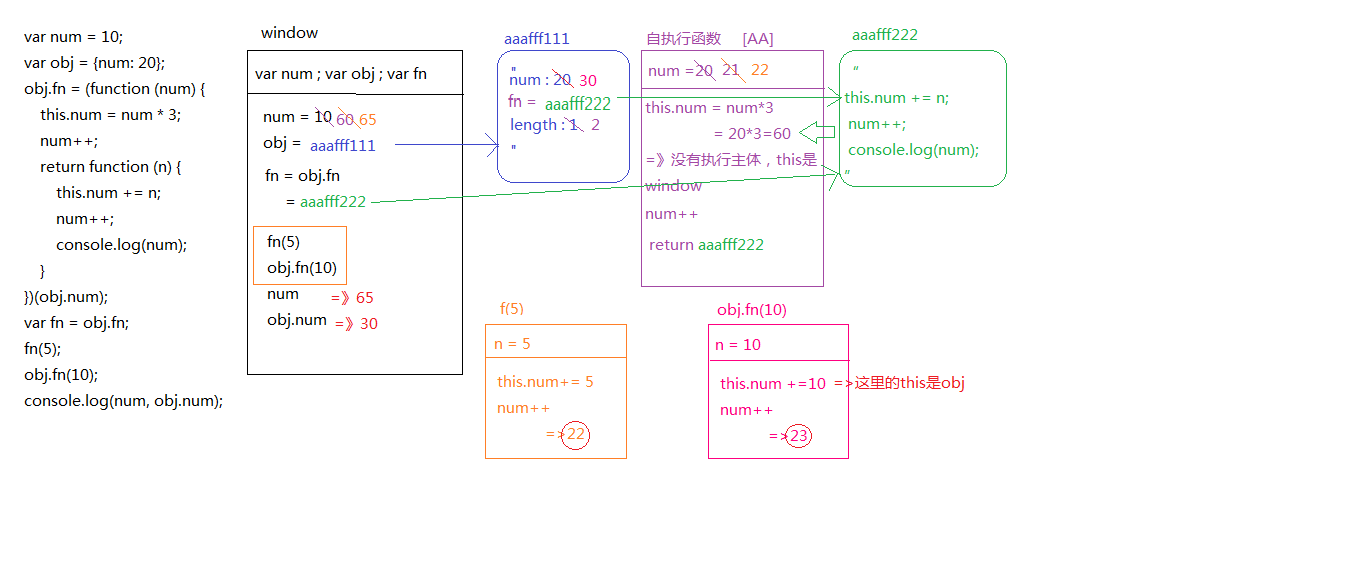 var num = 10;
var obj = {num: 20};
obj.fn = (function (num) {
this.num = num * 3;
num++;
return function (n) {
this.num += n;
num++;
console.log(num);
}
})(obj.num);
var fn = obj.fn;
fn(5);
obj.fn(10);
console.log(num, obj.num);
window
var num ; var obj ; var fn
num = 10 60 65
obj = aaafff111
fn = obj.fn
= aaafff222
fn(5)
obj.fn(10)
num =》65
obj.num =》30
aaafff111
"
num : 20 30
fn = aaafff222
length : 1 2
"
自执行函数 [AA]
num =20 21 22
this.num = num*3
= 20*3=60
=》没有执行主体，this是
window
num++
return aaafff222
aaafff222
"
this.num += n;
num++;
console.log(num);
"
f(5)
n = 5
this.num+= 5
num++
=>22
obj.fn(10)
n = 10
this.num +=10 =>这里的this是obj
num++
=>23